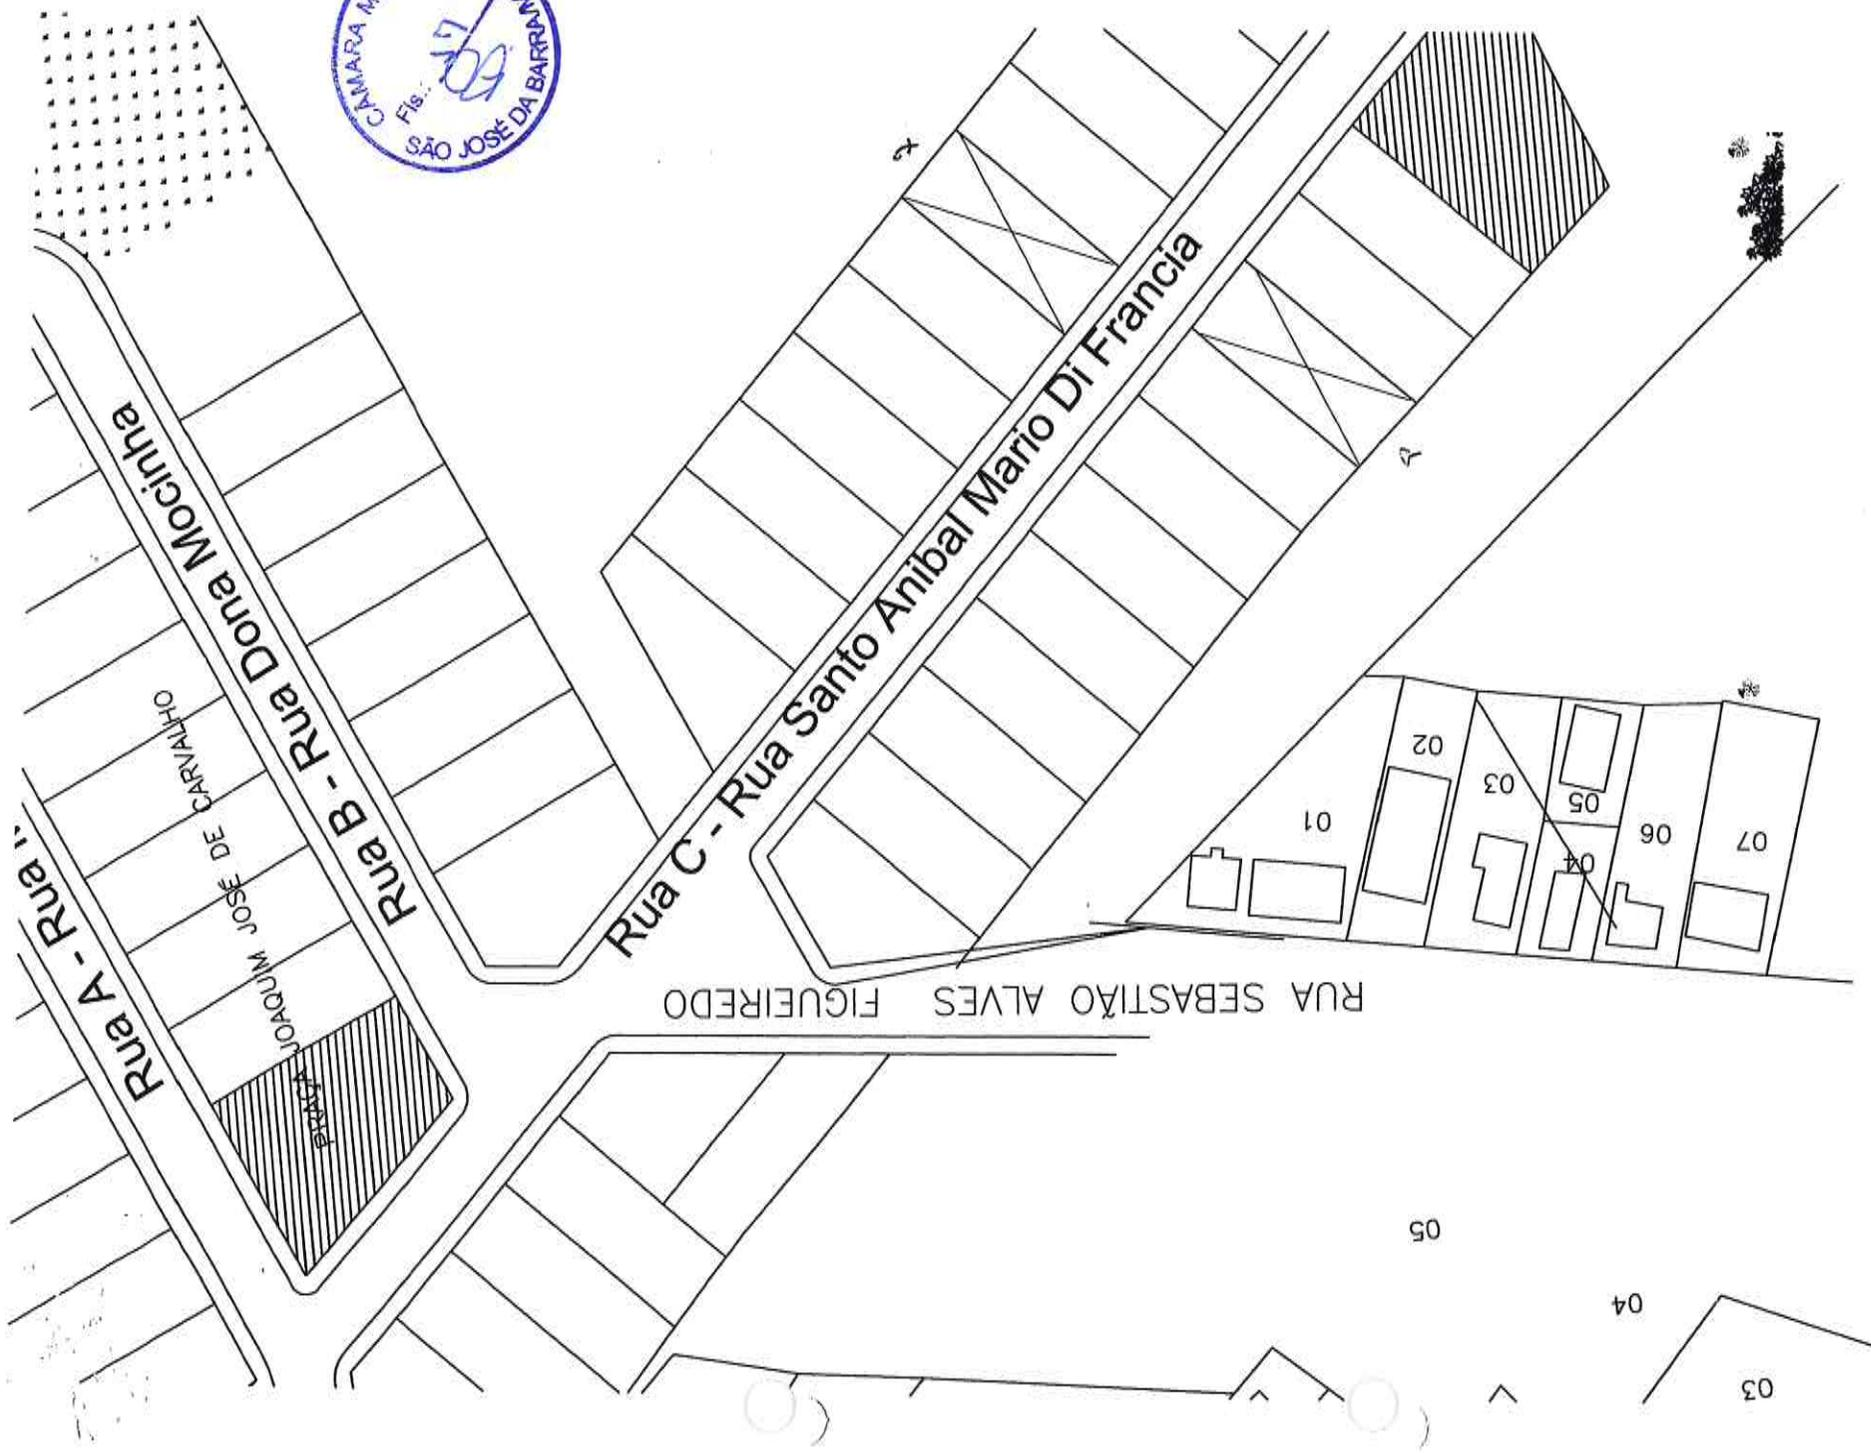 CÂMARA M
Fls.: 17
SÃO JOSÉ DA BARRA
Rua A - Rua
Rua B - Rua Dona Mocinha
PRAÇA JOAQUIM JOSÉ DE CARVALHO
Rua C - Rua Santo Anibal Mario Di Francia
RUA SEBASTIÃO ALVES FIGUEIREDO
01
02
03
04
05
06
07
05
04
03